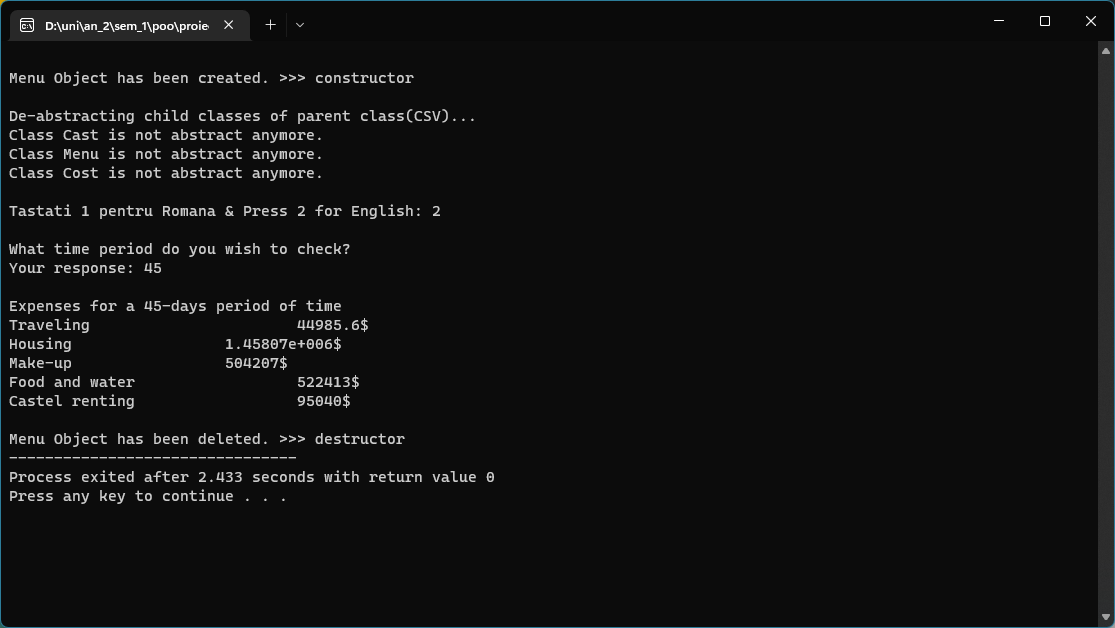 D:\uni\an_2\sem_1\poo\proie
Menu Object has been created. >>> constructor
De-abstracting child classes of parent class(CSV)...
Class Cast is not abstract anymore.
Class Menu is not abstract anymore.
Class Cost is not abstract anymore.
Tastati 1 pentru Romana & Press 2 for English: 2
What time period do you wish to check?
Your response: 45
Expenses for a 45-days period of time
Traveling 44985.6$
Housing 1.45807e+006$
Make-up 504207$
Food and water 522413$
Castel renting 95040$
Menu Object has been deleted. >>> destructor
--------------------------------
Process exited after 2.433 seconds with return value 0
Press any key to continue . . .